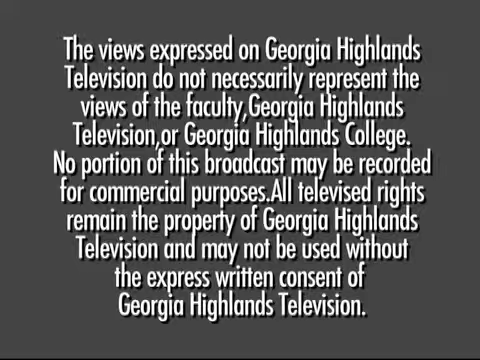 The views expressed on Georgia Highlands
Television do not necessarily represent the
views of the faculty,Georgia Highlands
Television,or Georgia Highlands College.
No portion of this broadcast may be recorded
for commercial purposes.All televised rights
remain the property of Georgia Highlands
Television and may not be used without
the express written consent of
Georgia Highlands Television.